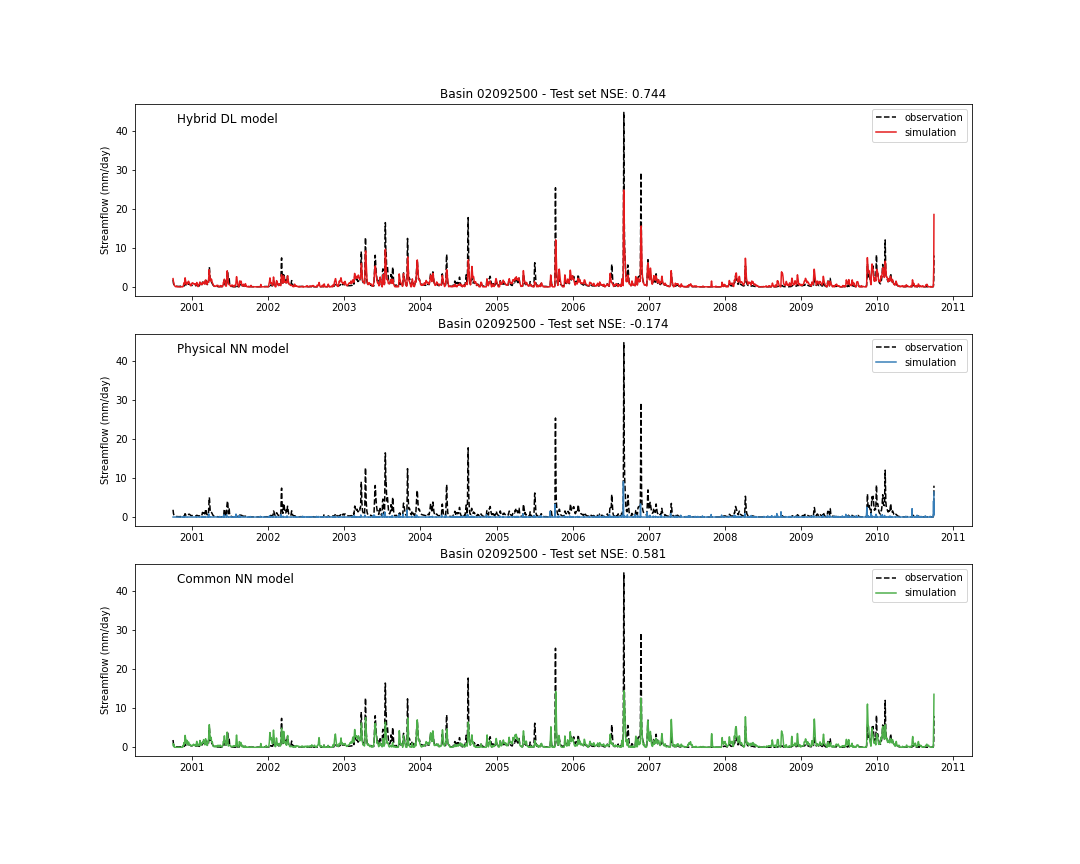 Basin 02092500 - Test set NSE: 0.744
Hybrid DL model
observation
simulation
Streamflow (mm/day)
40
30
20
10
0
2001 2002 2003 2004 2005 2006 2007 2008 2009 2010 2011
Basin 02092500 - Test set NSE: -0.174
Physical NN model
observation
simulation
Streamflow (mm/day)
40
30
20
10
0
2001 2002 2003 2004 2005 2006 2007 2008 2009 2010 2011
Basin 02092500 - Test set NSE: 0.581
Common NN model
observation
simulation
Streamflow (mm/day)
40
30
20
10
0
2001 2002 2003 2004 2005 2006 2007 2008 2009 2010 2011